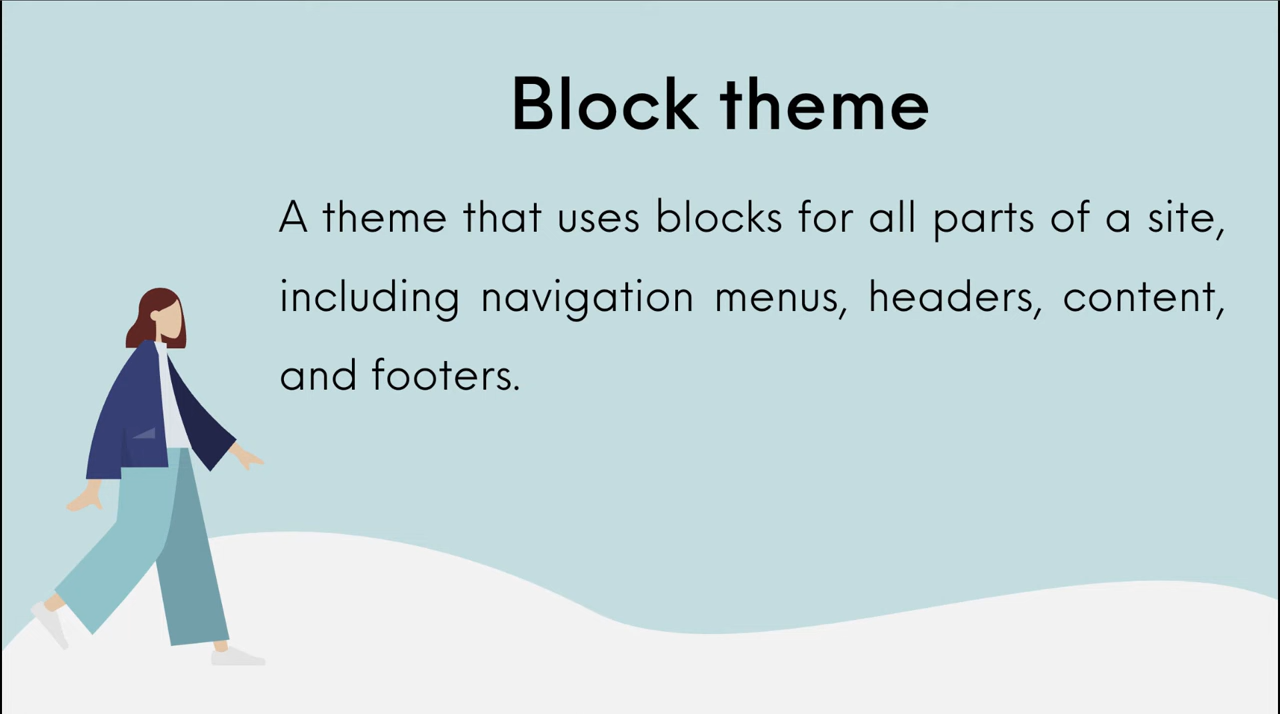 Block theme
A theme that uses blocks for all parts of a site,
including navigation menus, headers, content,
and footers.